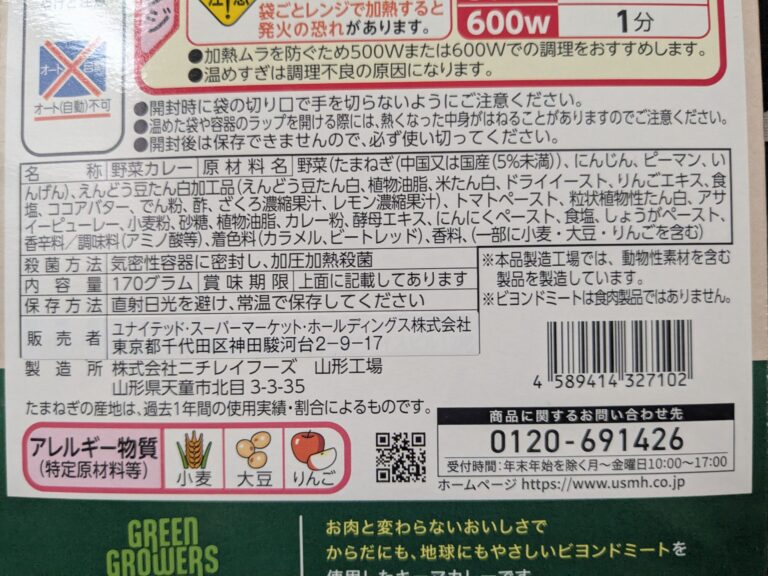 注意
袋ごとレンジで加熱すると
発火の恐れがあります。
600w 1分
●加熱ムラを防ぐため500Wまたは600Wでの調理をおすすめします。
●温めすぎは調理不良の原因になります。
オート 自動
オート(自動)不可
●開封時に袋の切り口で手を切らないようにご注意ください。
●温めた袋や容器のラップを開ける際には、熱くなった中身がはねることがありますのでご注意ください。
●開封後は保存できませんので、必ず使い切ってください。
名称 野菜カレー 原材料名 野菜(たまねぎ(中国又は国産(5%未満))、にんじん、ピーマン、い
んげん)、えんどう豆たん白加工品(えんどう豆たん白、植物油脂、米たん白、ドライイースト、りんごエキス、食
塩、ココアバター、でん粉、酢、ざくろ濃縮果汁、レモン濃縮果汁)、トマトペースト、粒状植物性たん白、アサ
イーピューレー、小麦粉、砂糖、植物油脂、カレー粉、酵母エキス、にんにくペースト、食塩、しょうがペースト、
香辛料/調味料(アミノ酸等)、着色料(カラメル、ビートレッド)、香料、(一部に小麦・大豆・りんごを含む)
殺菌方法 気密性容器に密封し、加圧加熱殺菌
内容量 170グラム 賞味期限 上面に記載してあります
保存方法 直射日光を避け、常温で保存してください
販売者 ユナイテッド・スーパーマーケット・ホールディングス株式会社
東京都千代田区神田駿河台2-9-17
製造所 株式会社ニチレイフーズ 山形工場
山形県天童市北目3-3-35
たまねぎの産地は、過去1年間の使用実績・割合によるものです。
※本品製造工場では、動物性素材を含む
製品を製造しています。
※ビヨンドミートは食肉製品ではありません。
4 589414 327102
アレルギー物質
(特定原材料等)
小麦 大豆 りんご
商品に関するお問い合わせ先
0120-691426
受付時間:年末年始を除く月〜金曜日10:00〜17:00
ホームページ https://www.usmh.co.jp
GREEN
GROWERS
お肉と変わらないおいしさで
からだにも、地球にもやさしいビヨンドミートを
使用したキーマカレーです